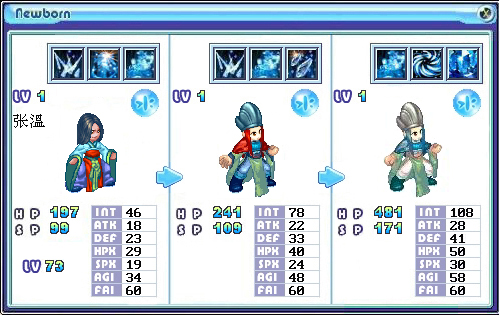 Newborn
LV 1
张温
HP 197
SP 99
LV 73
INT 46
ATK 18
DEF 23
HPX 29
SPX 19
AGI 34
FAI 60
LV 1
HP 241
SP 109
INT 78
ATK 22
DEF 33
HPX 40
SPX 24
AGI 48
FAI 60
LV 1
HP 481
SP 171
INT 108
ATK 28
DEF 41
HPX 50
SPX 30
AGI 58
FAI 60